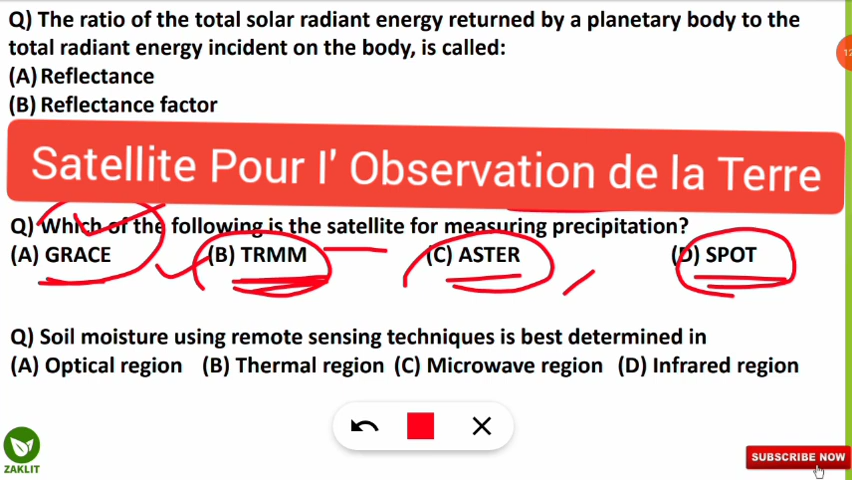 Q) The ratio of the total solar radiant energy returned by a planetary body to the
total radiant energy incident on the body, is called:
(A) Reflectance
(B) Reflectance factor
Satellite Pour l' Observation de la Terre
Q) Which of the following is the satellite for measuring precipitation?
(A) GRACE (B) TRMM (C) ASTER (D) SPOT
Q) Soil moisture using remote sensing techniques is best determined in
(A) Optical region (B) Thermal region (C) Microwave region (D) Infrared region
ZAKLIT
SUBSCRIBE NOW